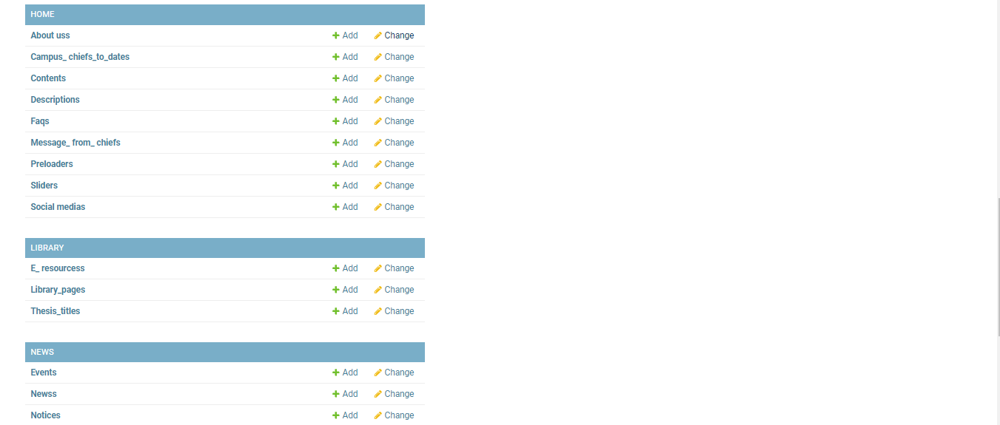 HOME
About uss Add Change
Campus_ chiefs_to_dates Add Change
Contents Add Change
Descriptions Add Change
Faqs Add Change
Message_ from_ chiefs Add Change
Preloaders Add Change
Sliders Add Change
Social medias Add Change
LIBRARY
E_ resourcess Add Change
Library_pages Add Change
Thesis_titles Add Change
NEWS
Events Add Change
Newss Add Change
Notices Add Change